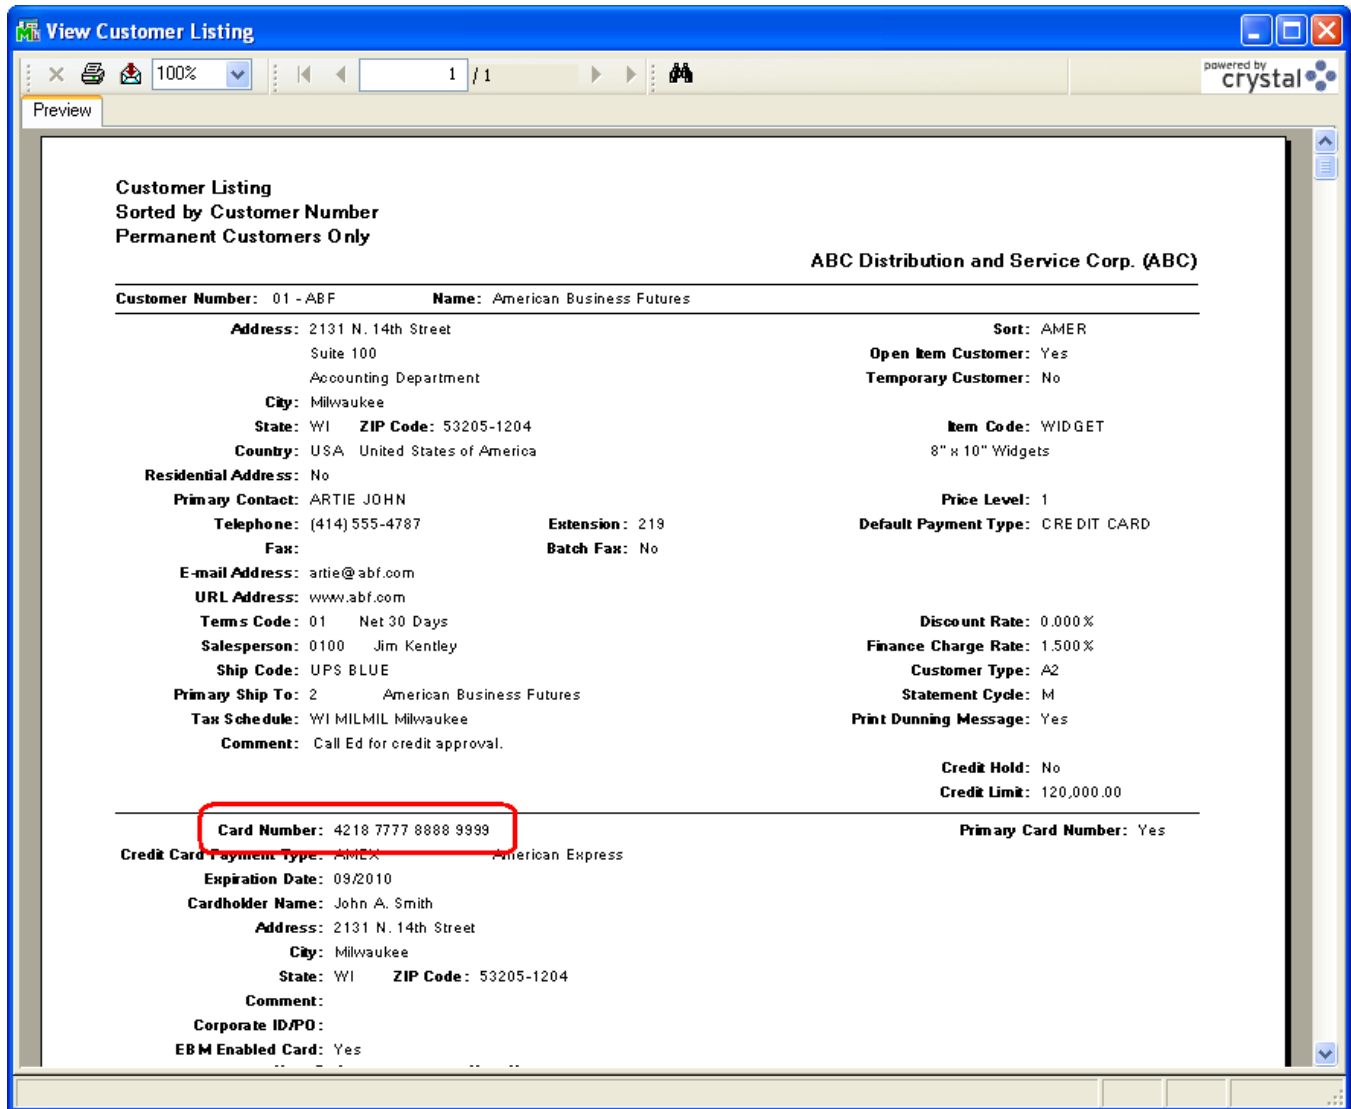 View Customer Listing
100% 1 / 1 powered by crystal
Preview
Customer Listing
Sorted by Customer Number
Permanent Customers Only
ABC Distribution and Service Corp. (ABC)
Customer Number: 01 - ABF Name: American Business Futures
Address: 2131 N. 14th Street Sort: AMER
Suite 100 Open Item Customer: Yes
Accounting Department Temporary Customer: No
City: Milwaukee
State: WI ZIP Code: 53205-1204 Item Code: WIDGET
Country: USA United States of America 8" x 10" Widgets
Residential Address: No
Primary Contact: ARTIE JOHN Price Level: 1
Telephone: (414) 555-4787 Extension: 219 Default Payment Type: CREDIT CARD
Fax: Batch Fax: No
E-mail Address: artie@abf.com
URL Address: www.abf.com
Terms Code: 01 Net 30 Days Discount Rate: 0.000%
Salesperson: 0100 Jim Kentley Finance Charge Rate: 1.500%
Ship Code: UPS BLUE Customer Type: A2
Primary Ship To: 2 American Business Futures Statement Cycle: M
Tax Schedule: WI MILMIL Milwaukee Print Dunning Message: Yes
Comment: Call Ed for credit approval.
Credit Hold: No
Credit Limit: 120,000.00
Card Number: 4218 7777 8888 9999 Primary Card Number: Yes
Credit Card Payment Type: AMEX American Express
Expiration Date: 09/2010
Cardholder Name: John A. Smith
Address: 2131 N. 14th Street
City: Milwaukee
State: WI ZIP Code: 53205-1204
Comment:
Corporate ID/PO:
EBM Enabled Card: Yes